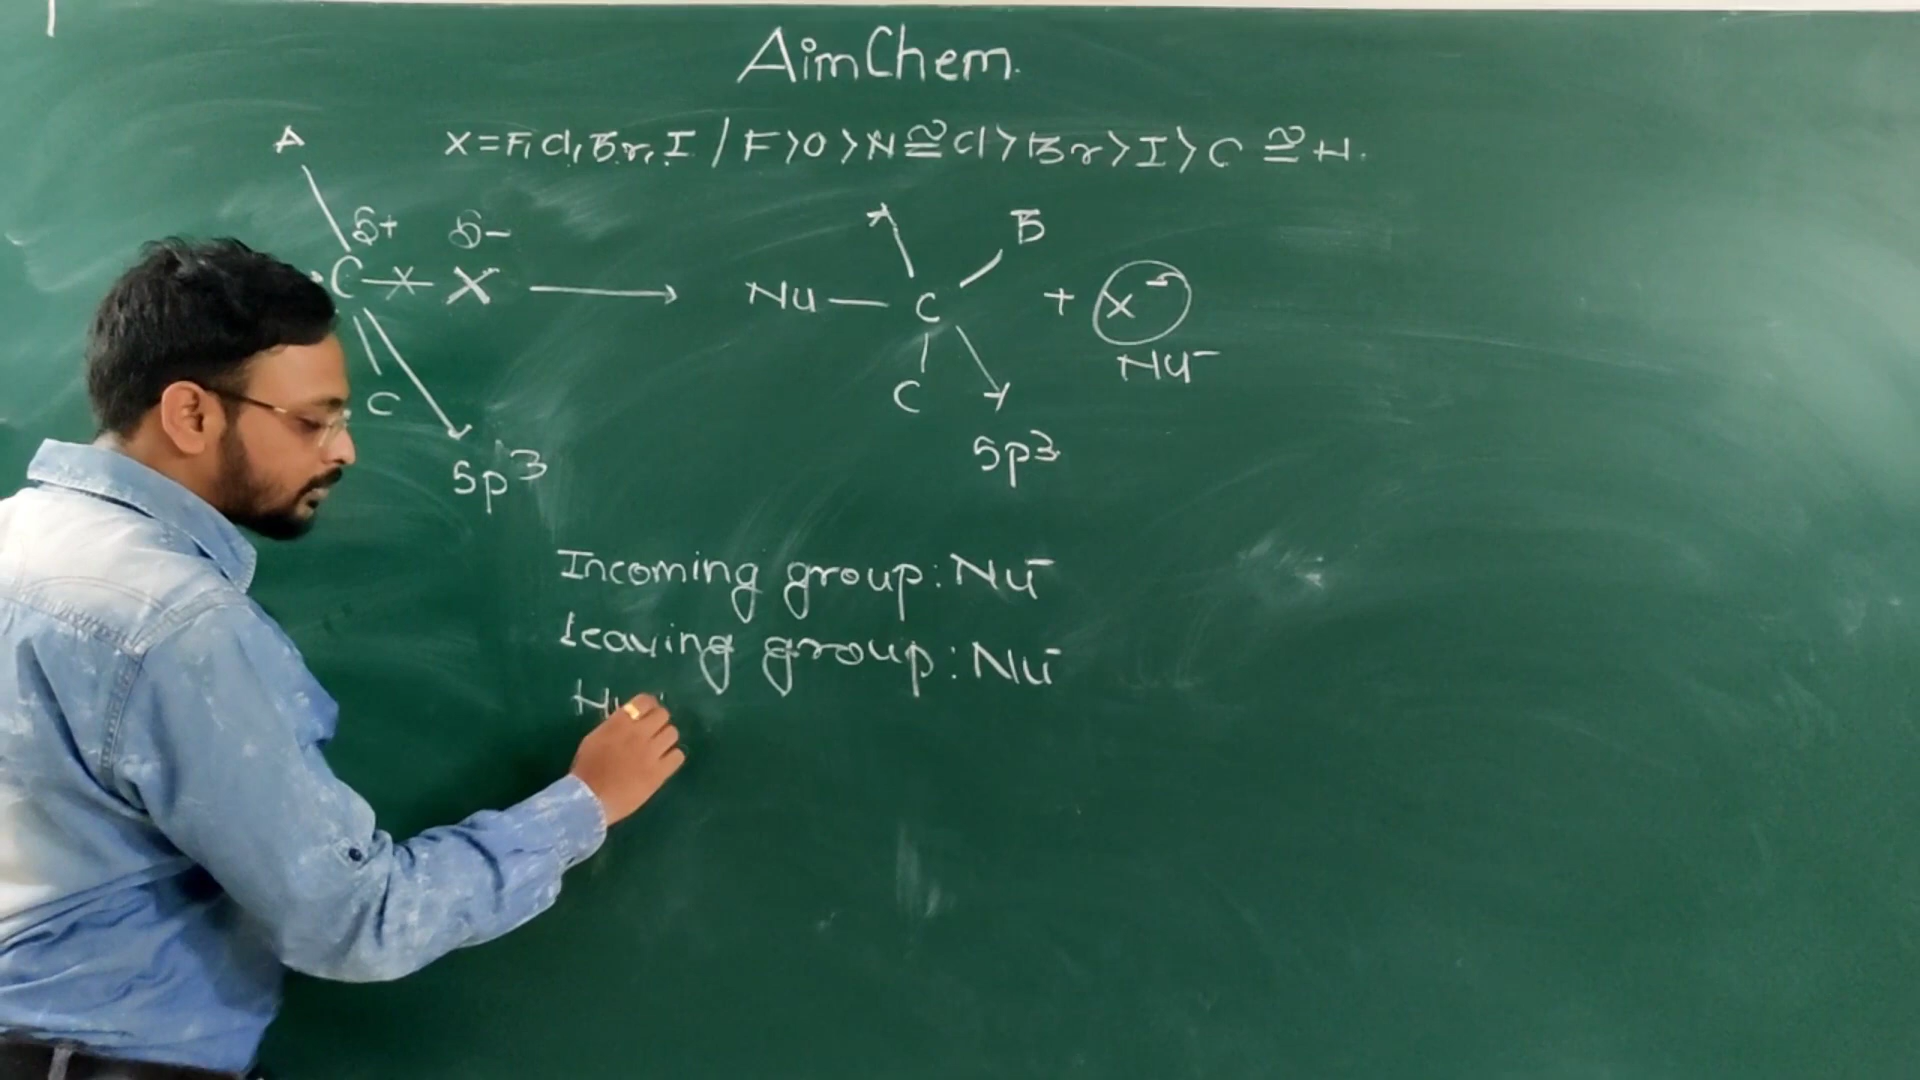 AimChem.
X=F, Cl, Br, I / F>O>N≅Cl>Br>I>C≅H.
A
δ+ δ-
C X
C
sp³
A B
Nu C + X⁻
Nu⁻
C
sp³
Incoming group: Nu⁻
Leaving group: Nu⁻